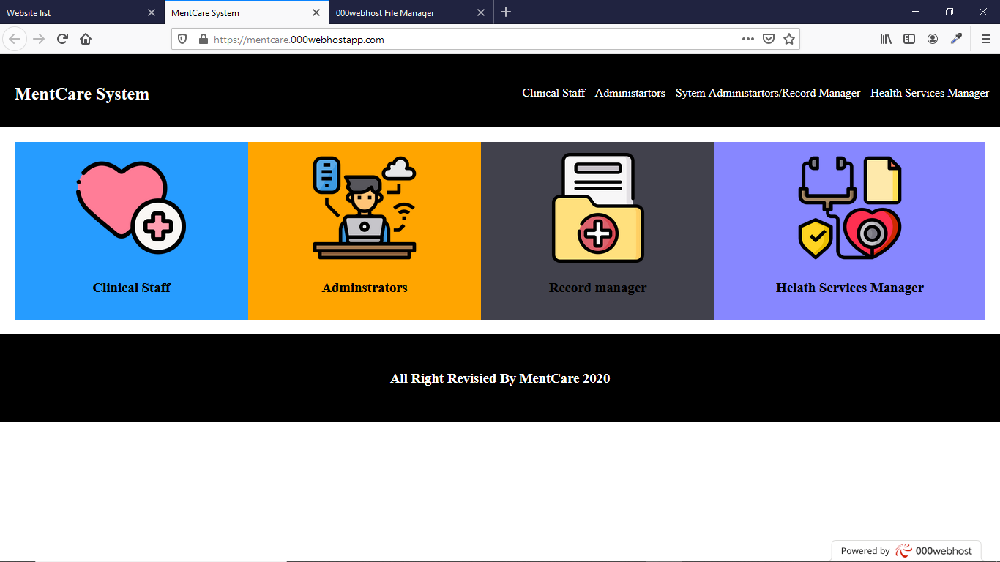 Website list
MentCare System
000webhost File Manager
https://mentcare.000webhostapp.com
MentCare System
Clinical Staff Administartors Sytem Administartors/Record Manager Health Services Manager
Clinical Staff
Adminstrators
Record manager
Helath Services Manager
All Right Revisied By MentCare 2020
Powered by 000webhost